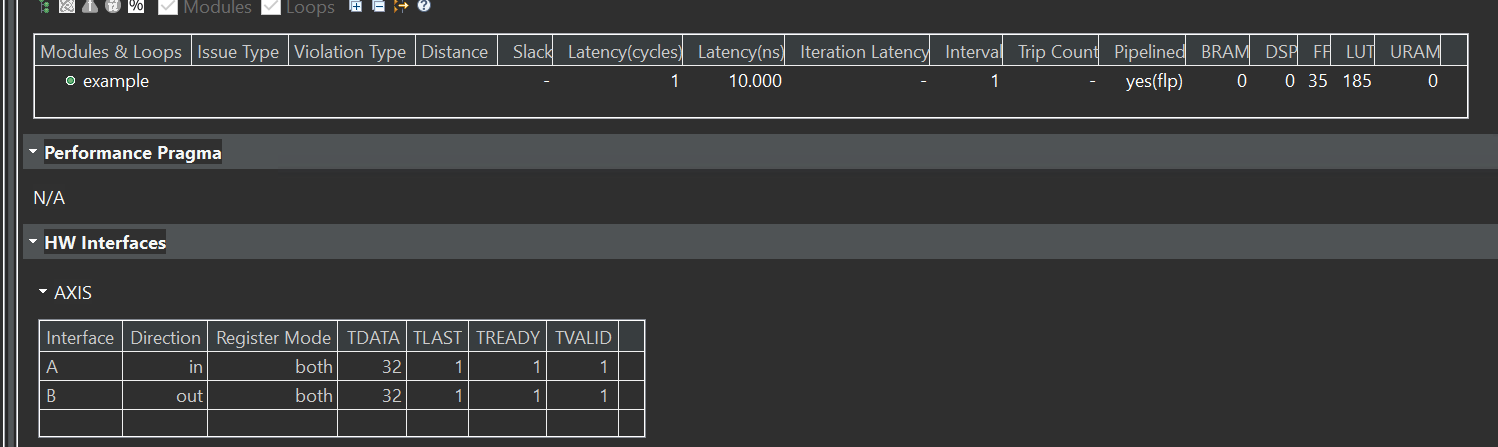 % Modules Loops
Modules & Loops Issue Type Violation Type Distance Slack Latency(cycles) Latency(ns) Iteration Latency Interval Trip Count Pipelined BRAM DSP FF LUT URAM
example - 1 10.000 - 1 - yes(flp) 0 0 35 185 0
Performance Pragma
N/A
HW Interfaces
AXIS
Interface Direction Register Mode TDATA TLAST TREADY TVALID
A in both 32 1 1 1
B out both 32 1 1 1